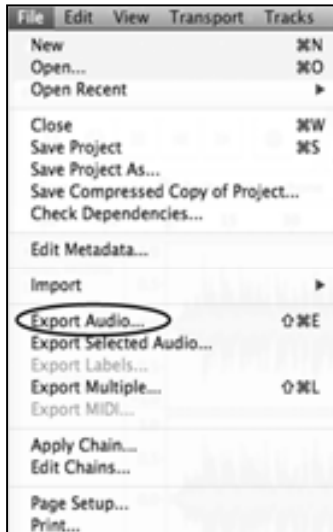 File Edit View Transport Tracks
New ⌘N
Open... ⌘O
Open Recent ▶
Close ⌘W
Save Project ⌘S
Save Project As...
Save Compressed Copy of Project...
Check Dependencies...
Edit Metadata...
Import ▶
Export Audio... ⇧⌘E
Export Selected Audio...
Export Labels...
Export Multiple... ⇧⌘L
Export MIDI...
Apply Chain...
Edit Chains...
Page Setup...
Print...